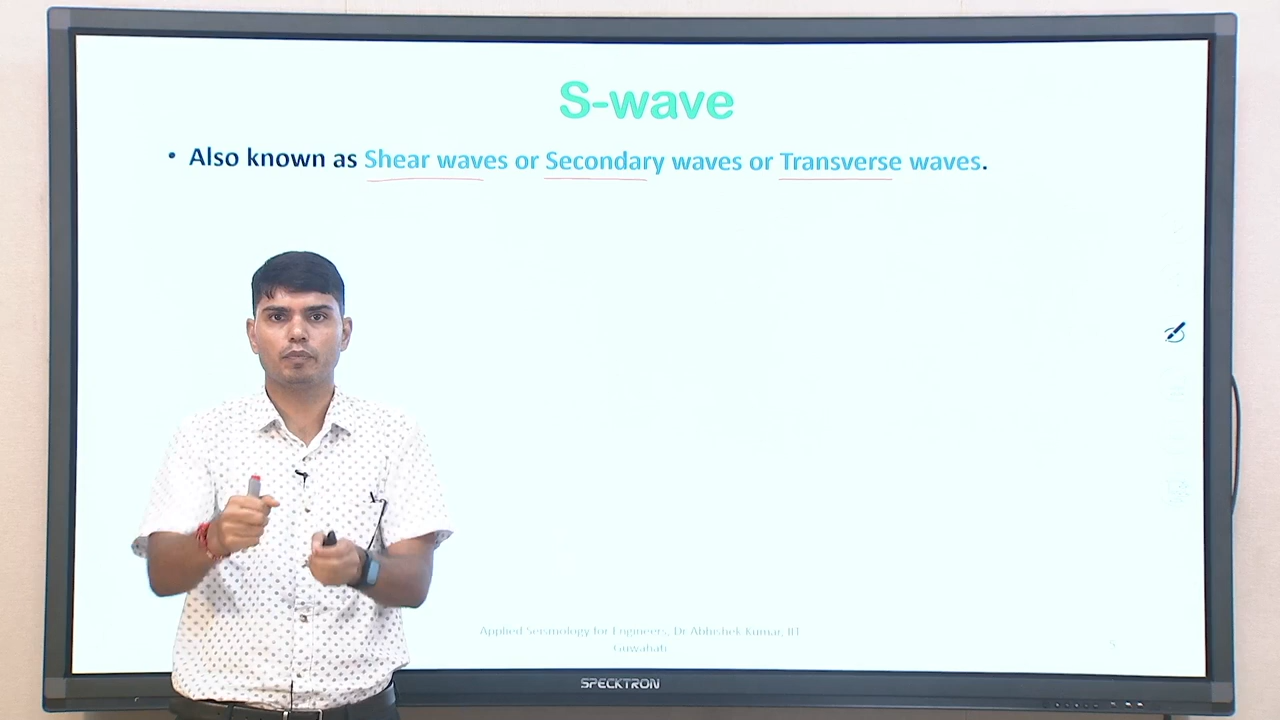 S-wave
• Also known as Shear waves or Secondary waves or Transverse waves.
Applied Seismology for Engineers, Dr Abhishek Kumar, IIT
Guwahati
5
SPECKTRON